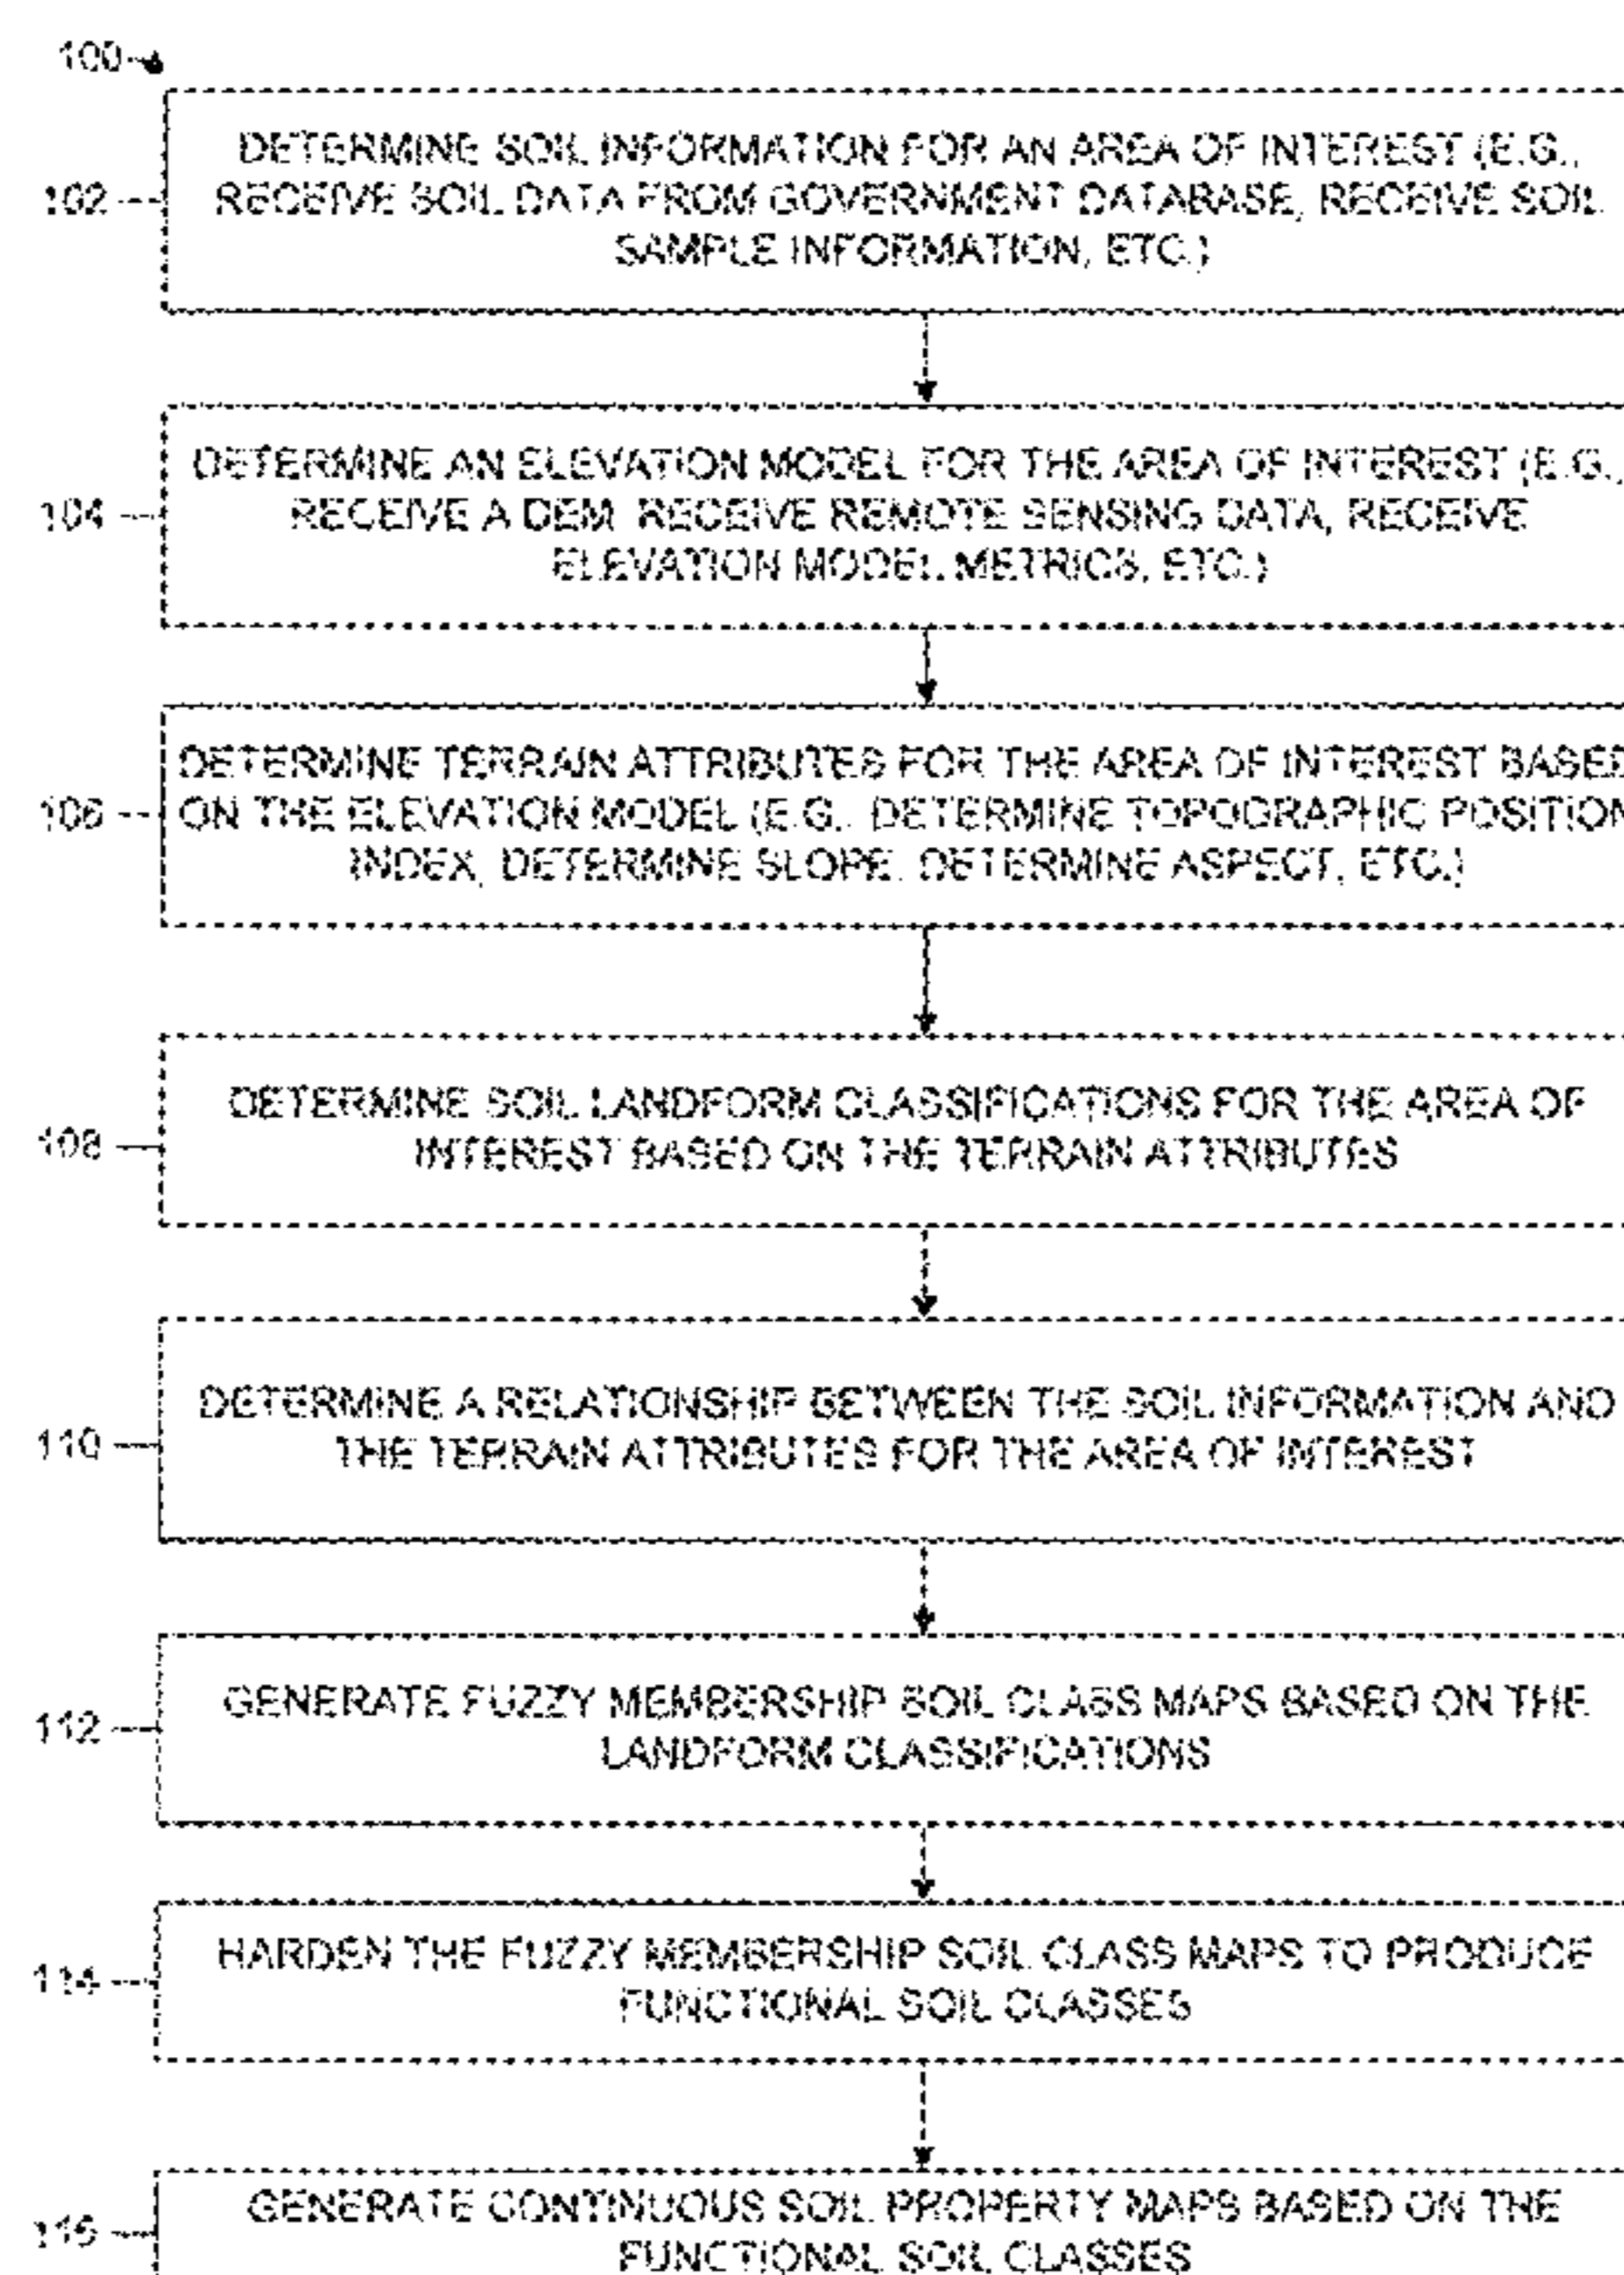 100
DETERMINE SOIL INFORMATION FOR AN AREA OF INTEREST (E.G.,
102
RECEIVE SOIL DATA FROM GOVERNMENT DATABASE, RECEIVE SOIL
SAMPLE INFORMATION, ETC.)
DETERMINE AN ELEVATION MODEL FOR THE AREA OF INTEREST (E.G.,
104
RECEIVE A DEM, RECEIVE REMOTE SENSING DATA, RECEIVE
ELEVATION MODEL METRICS, ETC.)
DETERMINE TERRAIN ATTRIBUTES FOR THE AREA OF INTEREST BASED
106
ON THE ELEVATION MODEL (E.G., DETERMINE TOPOGRAPHIC POSITION
INDEX, DETERMINE SLOPE, DETERMINE ASPECT, ETC.)
DETERMINE SOIL LANDFORM CLASSIFICATIONS FOR THE AREA OF
108
INTEREST BASED ON THE TERRAIN ATTRIBUTES
DETERMINE A RELATIONSHIP BETWEEN THE SOIL INFORMATION AND
110
THE TERRAIN ATTRIBUTES FOR THE AREA OF INTEREST
GENERATE FUZZY MEMBERSHIP SOIL CLASS MAPS BASED ON THE
112
LANDFORM CLASSIFICATIONS
HARDEN THE FUZZY MEMBERSHIP SOIL CLASS MAPS TO PRODUCE
114
FUNCTIONAL SOIL CLASSES
GENERATE CONTINUOUS SOIL PROPERTY MAPS BASED ON THE
116
FUNCTIONAL SOIL CLASSES